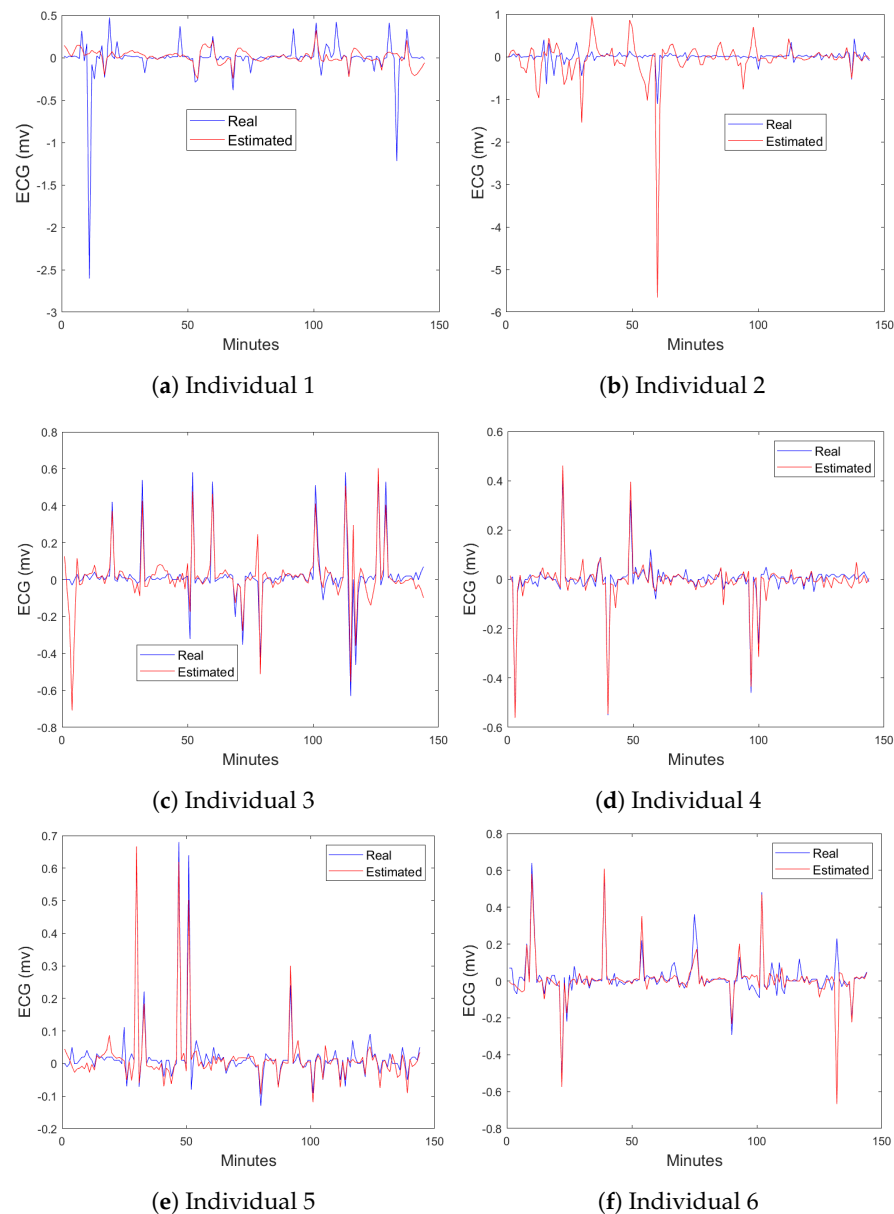 0.5
0
-0.5
-1
-1.5
-2
-2.5
-3
ECG (mv)
Real
Estimated
0
50
100
150
Minutes
(a) Individual 1
2
1
0
-1
-2
-3
-4
-5
-6
ECG (mv)
Real
Estimated
0
50
100
150
Minutes
(b) Individual 2
0.8
0.6
0.4
0.2
0
-0.2
-0.4
-0.6
-0.8
ECG (mv)
Real
Estimated
0
50
100
150
Minutes
(c) Individual 3
0.6
0.4
0.2
0
-0.2
-0.4
-0.6
ECG (mv)
Real
Estimated
0
50
100
150
Minutes
(d) Individual 4
0.7
0.6
0.5
0.4
0.3
0.2
0.1
0
-0.1
-0.2
ECG (mv)
Real
Estimated
0
50
100
150
Minutes
(e) Individual 5
0.8
0.6
0.4
0.2
0
-0.2
-0.4
-0.6
-0.8
ECG (mv)
Real
Estimated
0
50
100
150
Minutes
(f) Individual 6